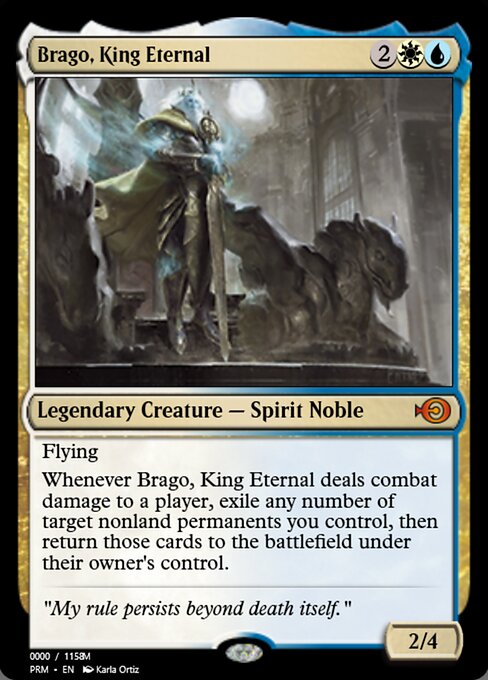 Brago, King Eternal 2
Legendary Creature — Spirit Noble
Flying
Whenever Brago, King Eternal deals combat
damage to a player, exile any number of
target nonland permanents you control, then
return those cards to the battlefield under
their owner's control.
"My rule persists beyond death itself."
2/4
0000 / 1158M
PRM • EN Karla Ortiz